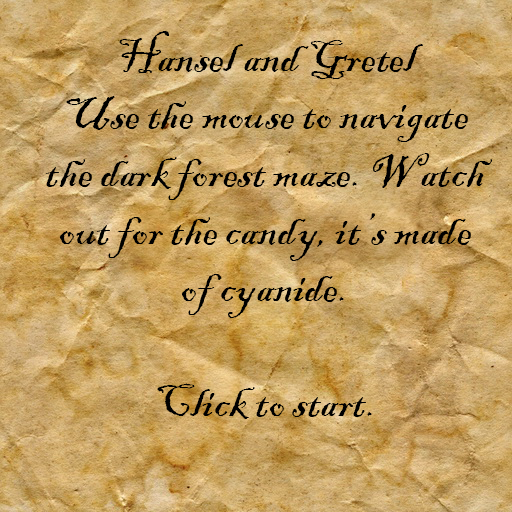 Hansel and Gretel
Use the mouse to navigate
the dark forest maze. Watch
out for the candy, it's made
of cyanide.
Click to start.